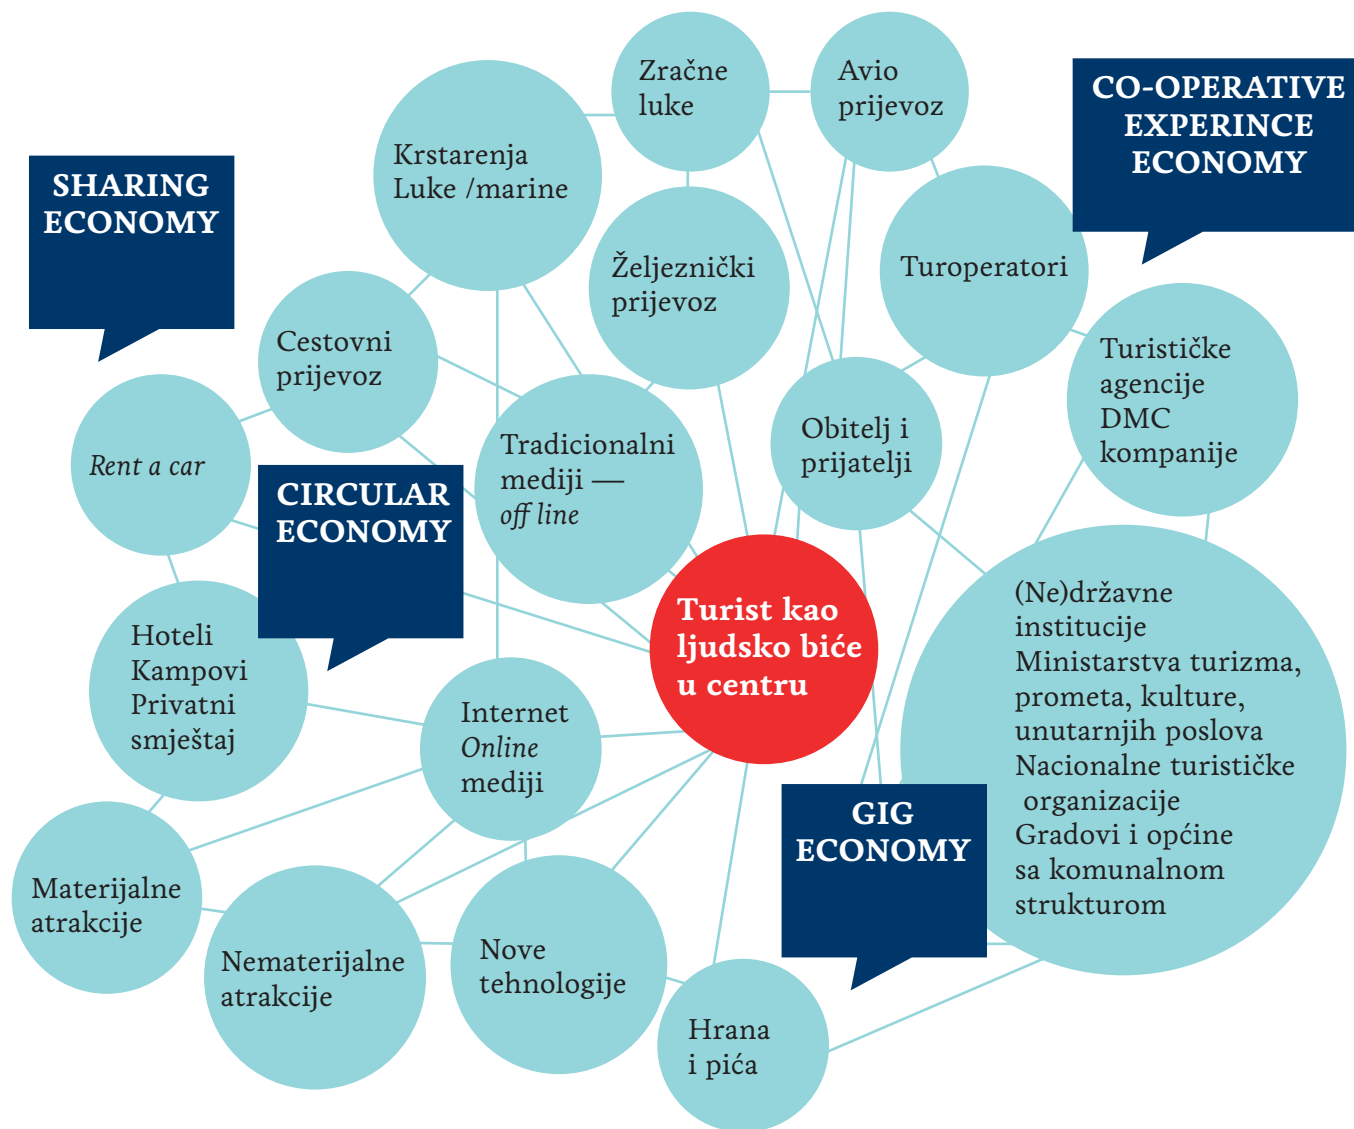 Zračne
luke
Avio
prijevoz
CO-OPERATIVE
EXPERINCE
ECONOMY
Krstarenja
Luke /marine
SHARING
ECONOMY
Željeznički
prijevoz
Turoperatori
Cestovni
prijevoz
Turističke
agencije
DMC
kompanije
Rent a car
Tradicionalni
mediji —
off line
Obitelj i
prijatelji
CIRCULAR
ECONOMY
Turist kao
ljudsko biće
u centru
(Ne)državne
institucije
Ministarstva turizma,
prometa, kulture,
unutarnjih poslova
Nacionalne turističke
organizacije
Gradovi i općine
sa komunalnom
strukturom
Hoteli
Kampovi
Privatni
smještaj
Internet
Online
mediji
GIG
ECONOMY
Materijalne
atrakcije
Nematerijalne
atrakcije
Nove
tehnologije
Hrana
i pića